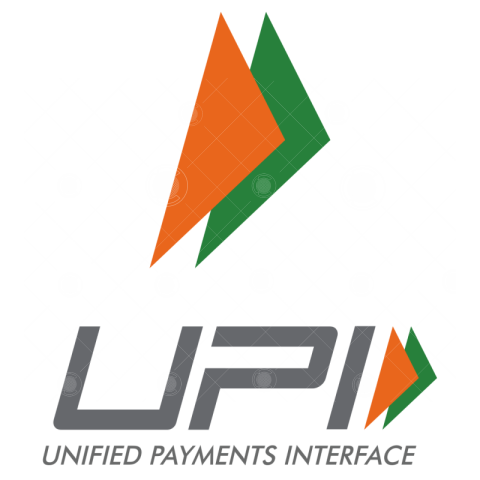 UPI
UNIFIED PAYMENTS INTERFACE